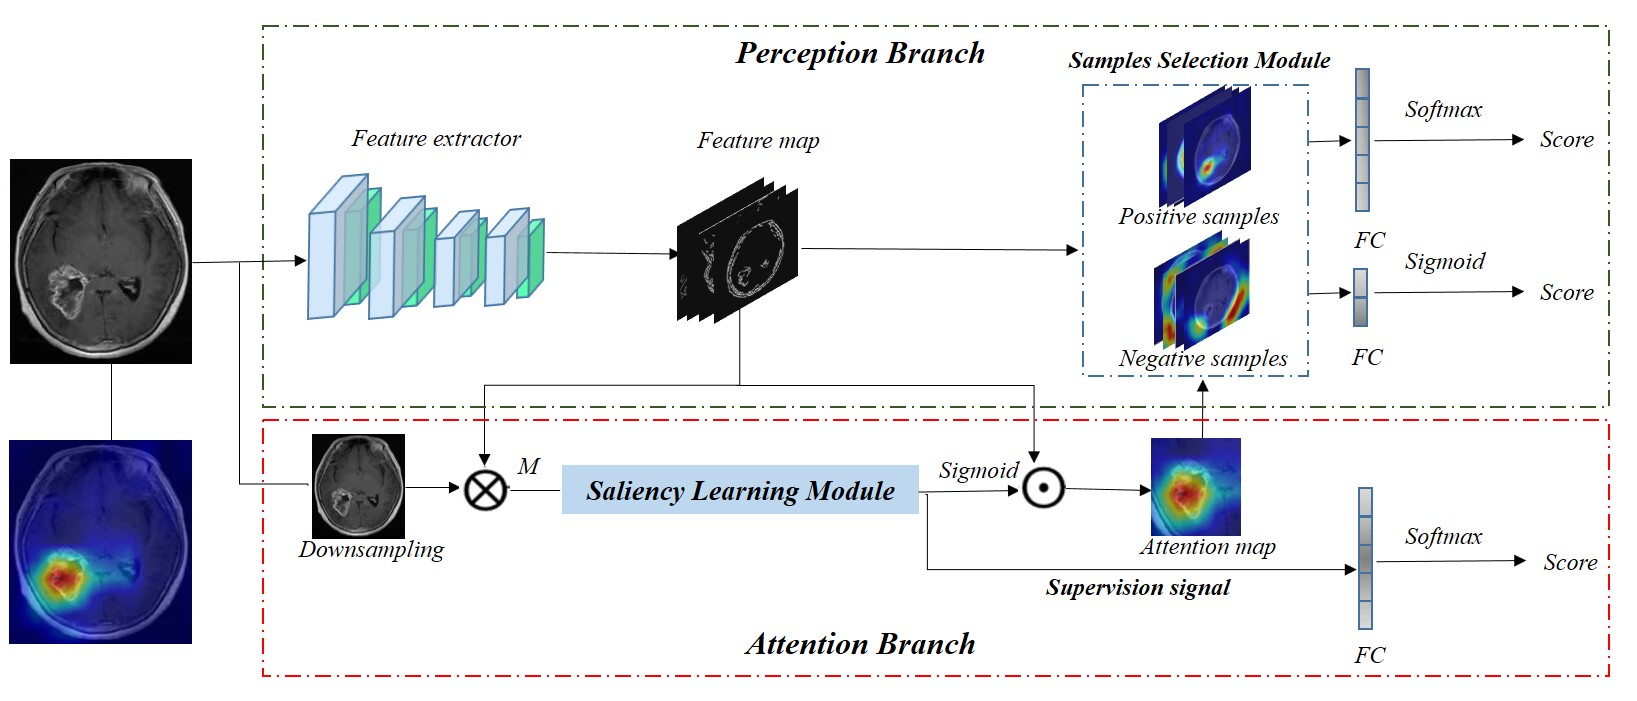 Perception Branch
Samples Selection Module
Feature extractor
Feature map
Softmax
Score
Positive samples
FC
Sigmoid
Score
Negative samples
FC
M
Saliency Learning Module
Sigmoid
Downsampling
Attention map
Softmax
Score
Supervision signal
Attention Branch
FC